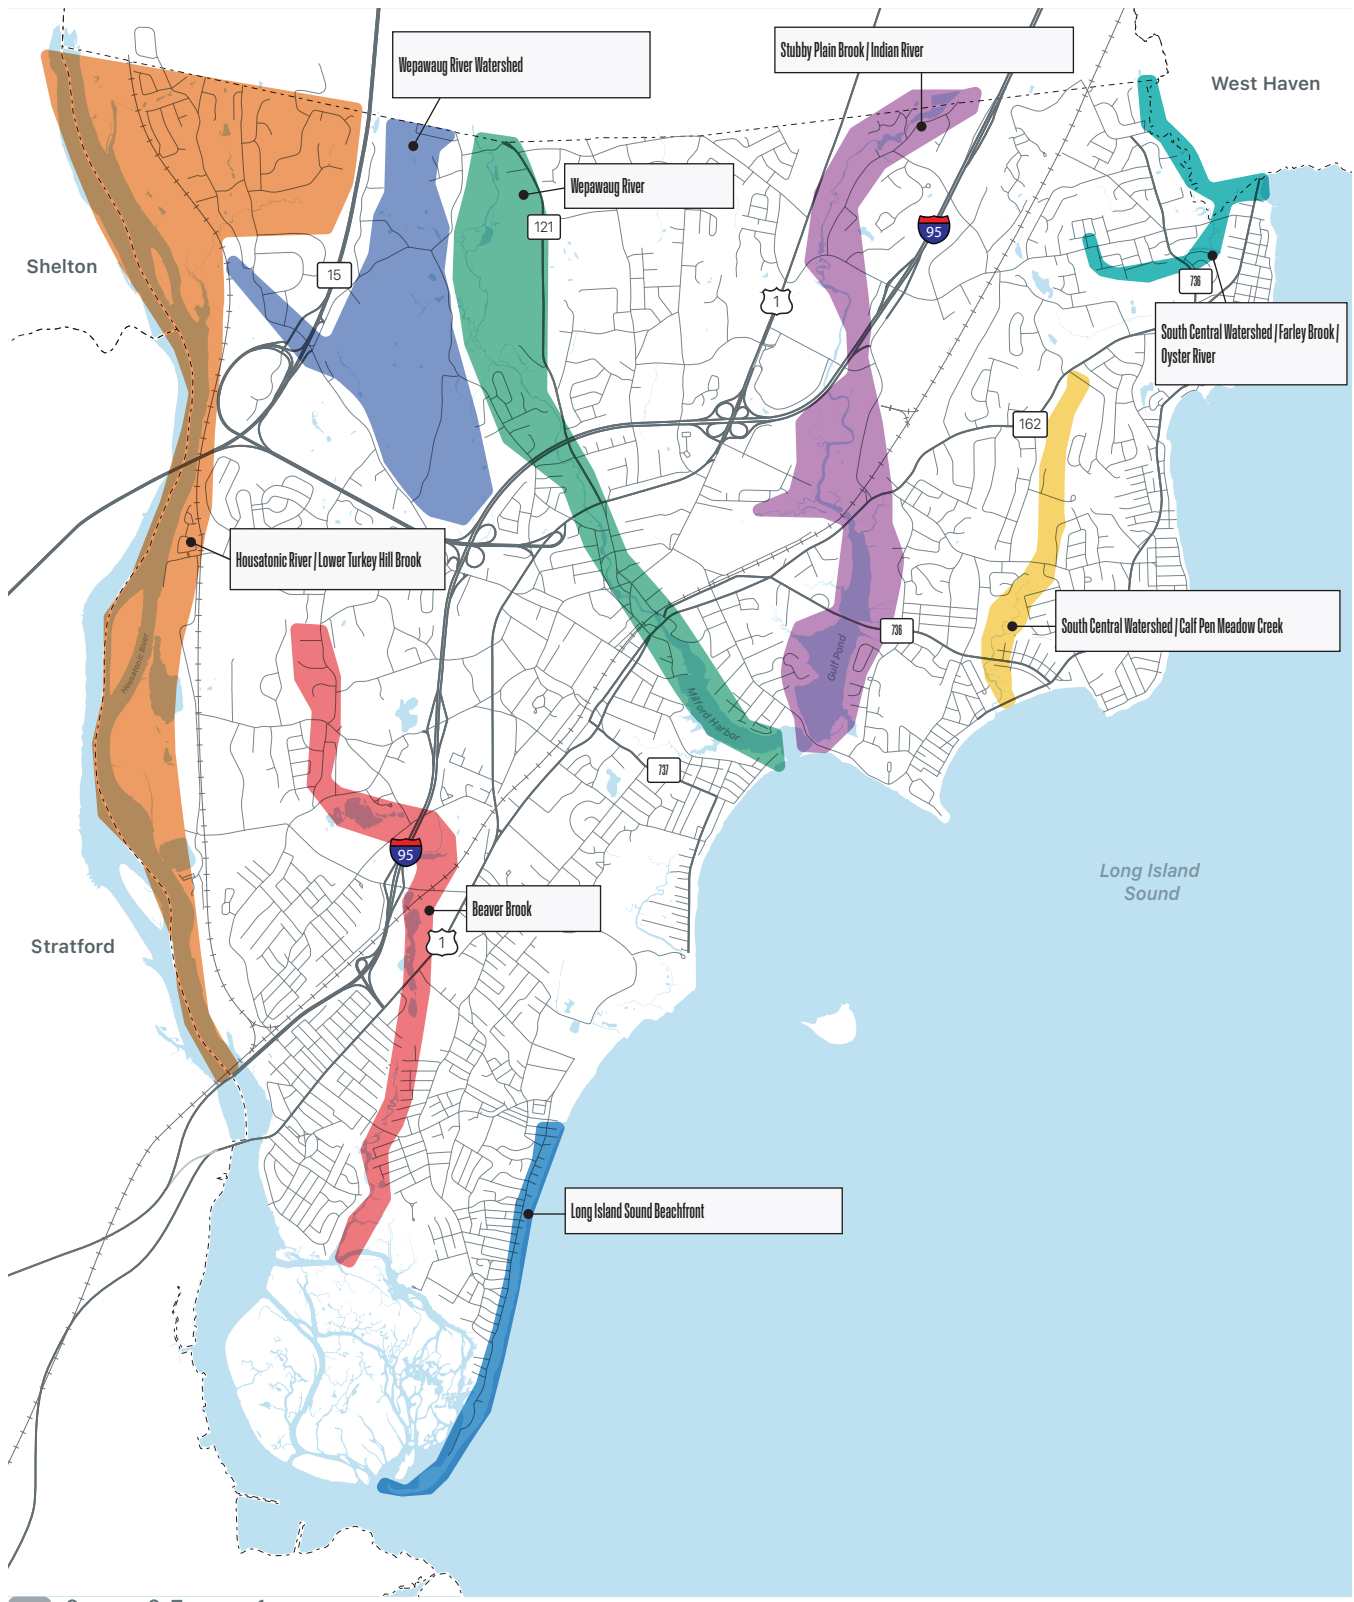 Wepawaug River Watershed
Stubby Plain Brook / Indian River
West Haven
Wepawaug River
121
95
Shelton
15
1
736
South Central Watershed / Farley Brook /
Oyster River
162
Housatonic River / Lower Turkey Hill Brook
South Central Watershed / Calf Pen Meadow Creek
736
Housatonic River
Gulf Pond
Milford Harbor
737
95
Long Island
Sound
Beaver Brook
1
Stratford
Long Island Sound Beachfront